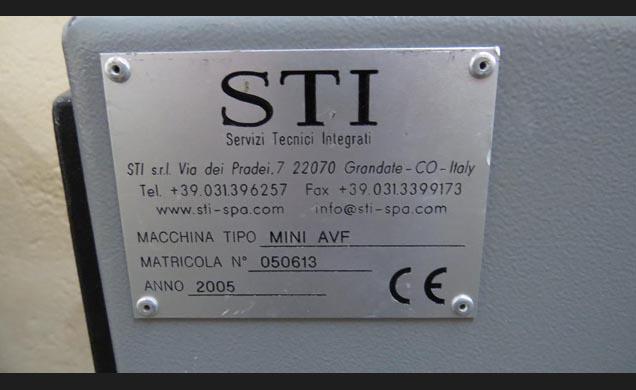 STI
Servizi Tecnici Integrati
STI s.r.l. Via dei Pradei,7 22070 Grandate-CO-Italy
Tel. +39.031.396257 Fax +39.031.3399173
www.sti-spa.com info@sti-spa.com
MACCHINA TIPO MINI AVF
MATRICOLA N° 050613
ANNO 2005
CE